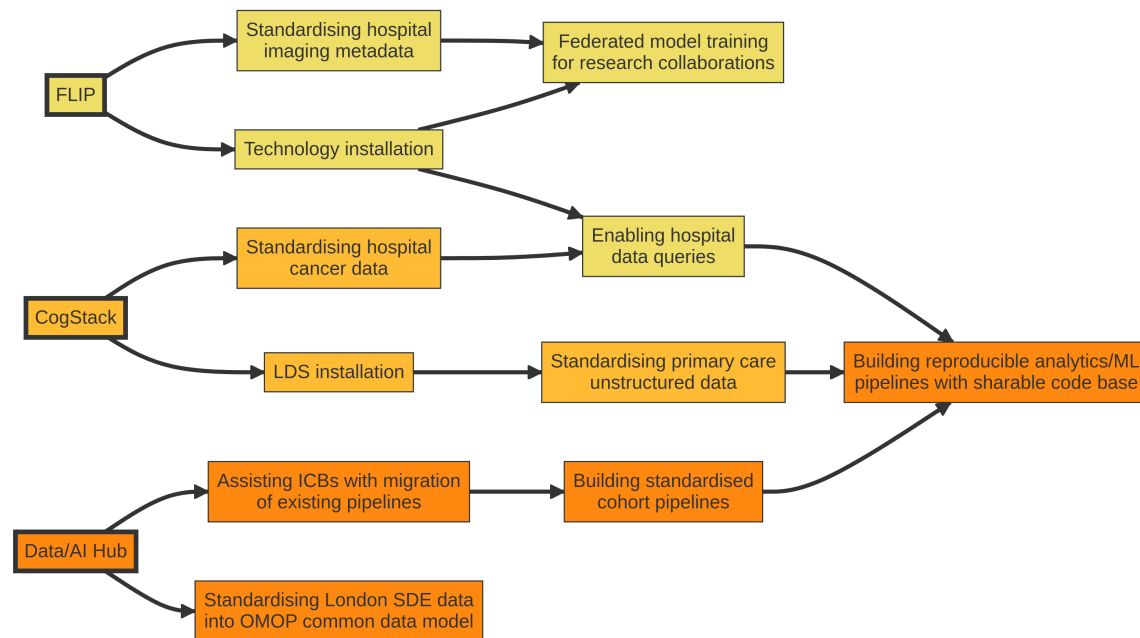 FLIP
Standardising hospital
imaging metadata
Federated model training
for research collaborations
Technology installation
Enabling hospital
data queries
CogStack
Standardising hospital
cancer data
LDS installation
Standardising primary care
unstructured data
Building reproducible analytics/ML
pipelines with sharable code base
Data/AI Hub
Assisting ICBs with migration
of existing pipelines
Building standardised
cohort pipelines
Standardising London SDE data
into OMOP common data model